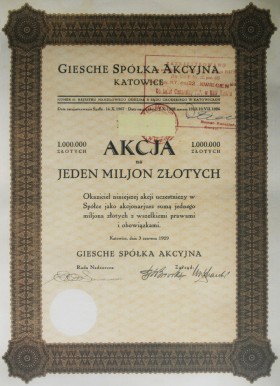 GIESCHE SPÓŁKA AKCYJNA
KATOWICE
1.000.000
ZŁOTYCH
AKCJA
na
1.000.000
ZŁOTYCH
JEDEN MILJON ZŁOTYCH
Okaziciel niniejszej akcji uczestniczy w
Spółce jako akcjonarjusz sumą jednego
miljona złotych z wszelkiemi prawami
i obowiązkami.
Katowice, dnia
czerwca
GIESCHE SPÓŁKA AKCYJNA
Rada Nadzorcza
Zarząd